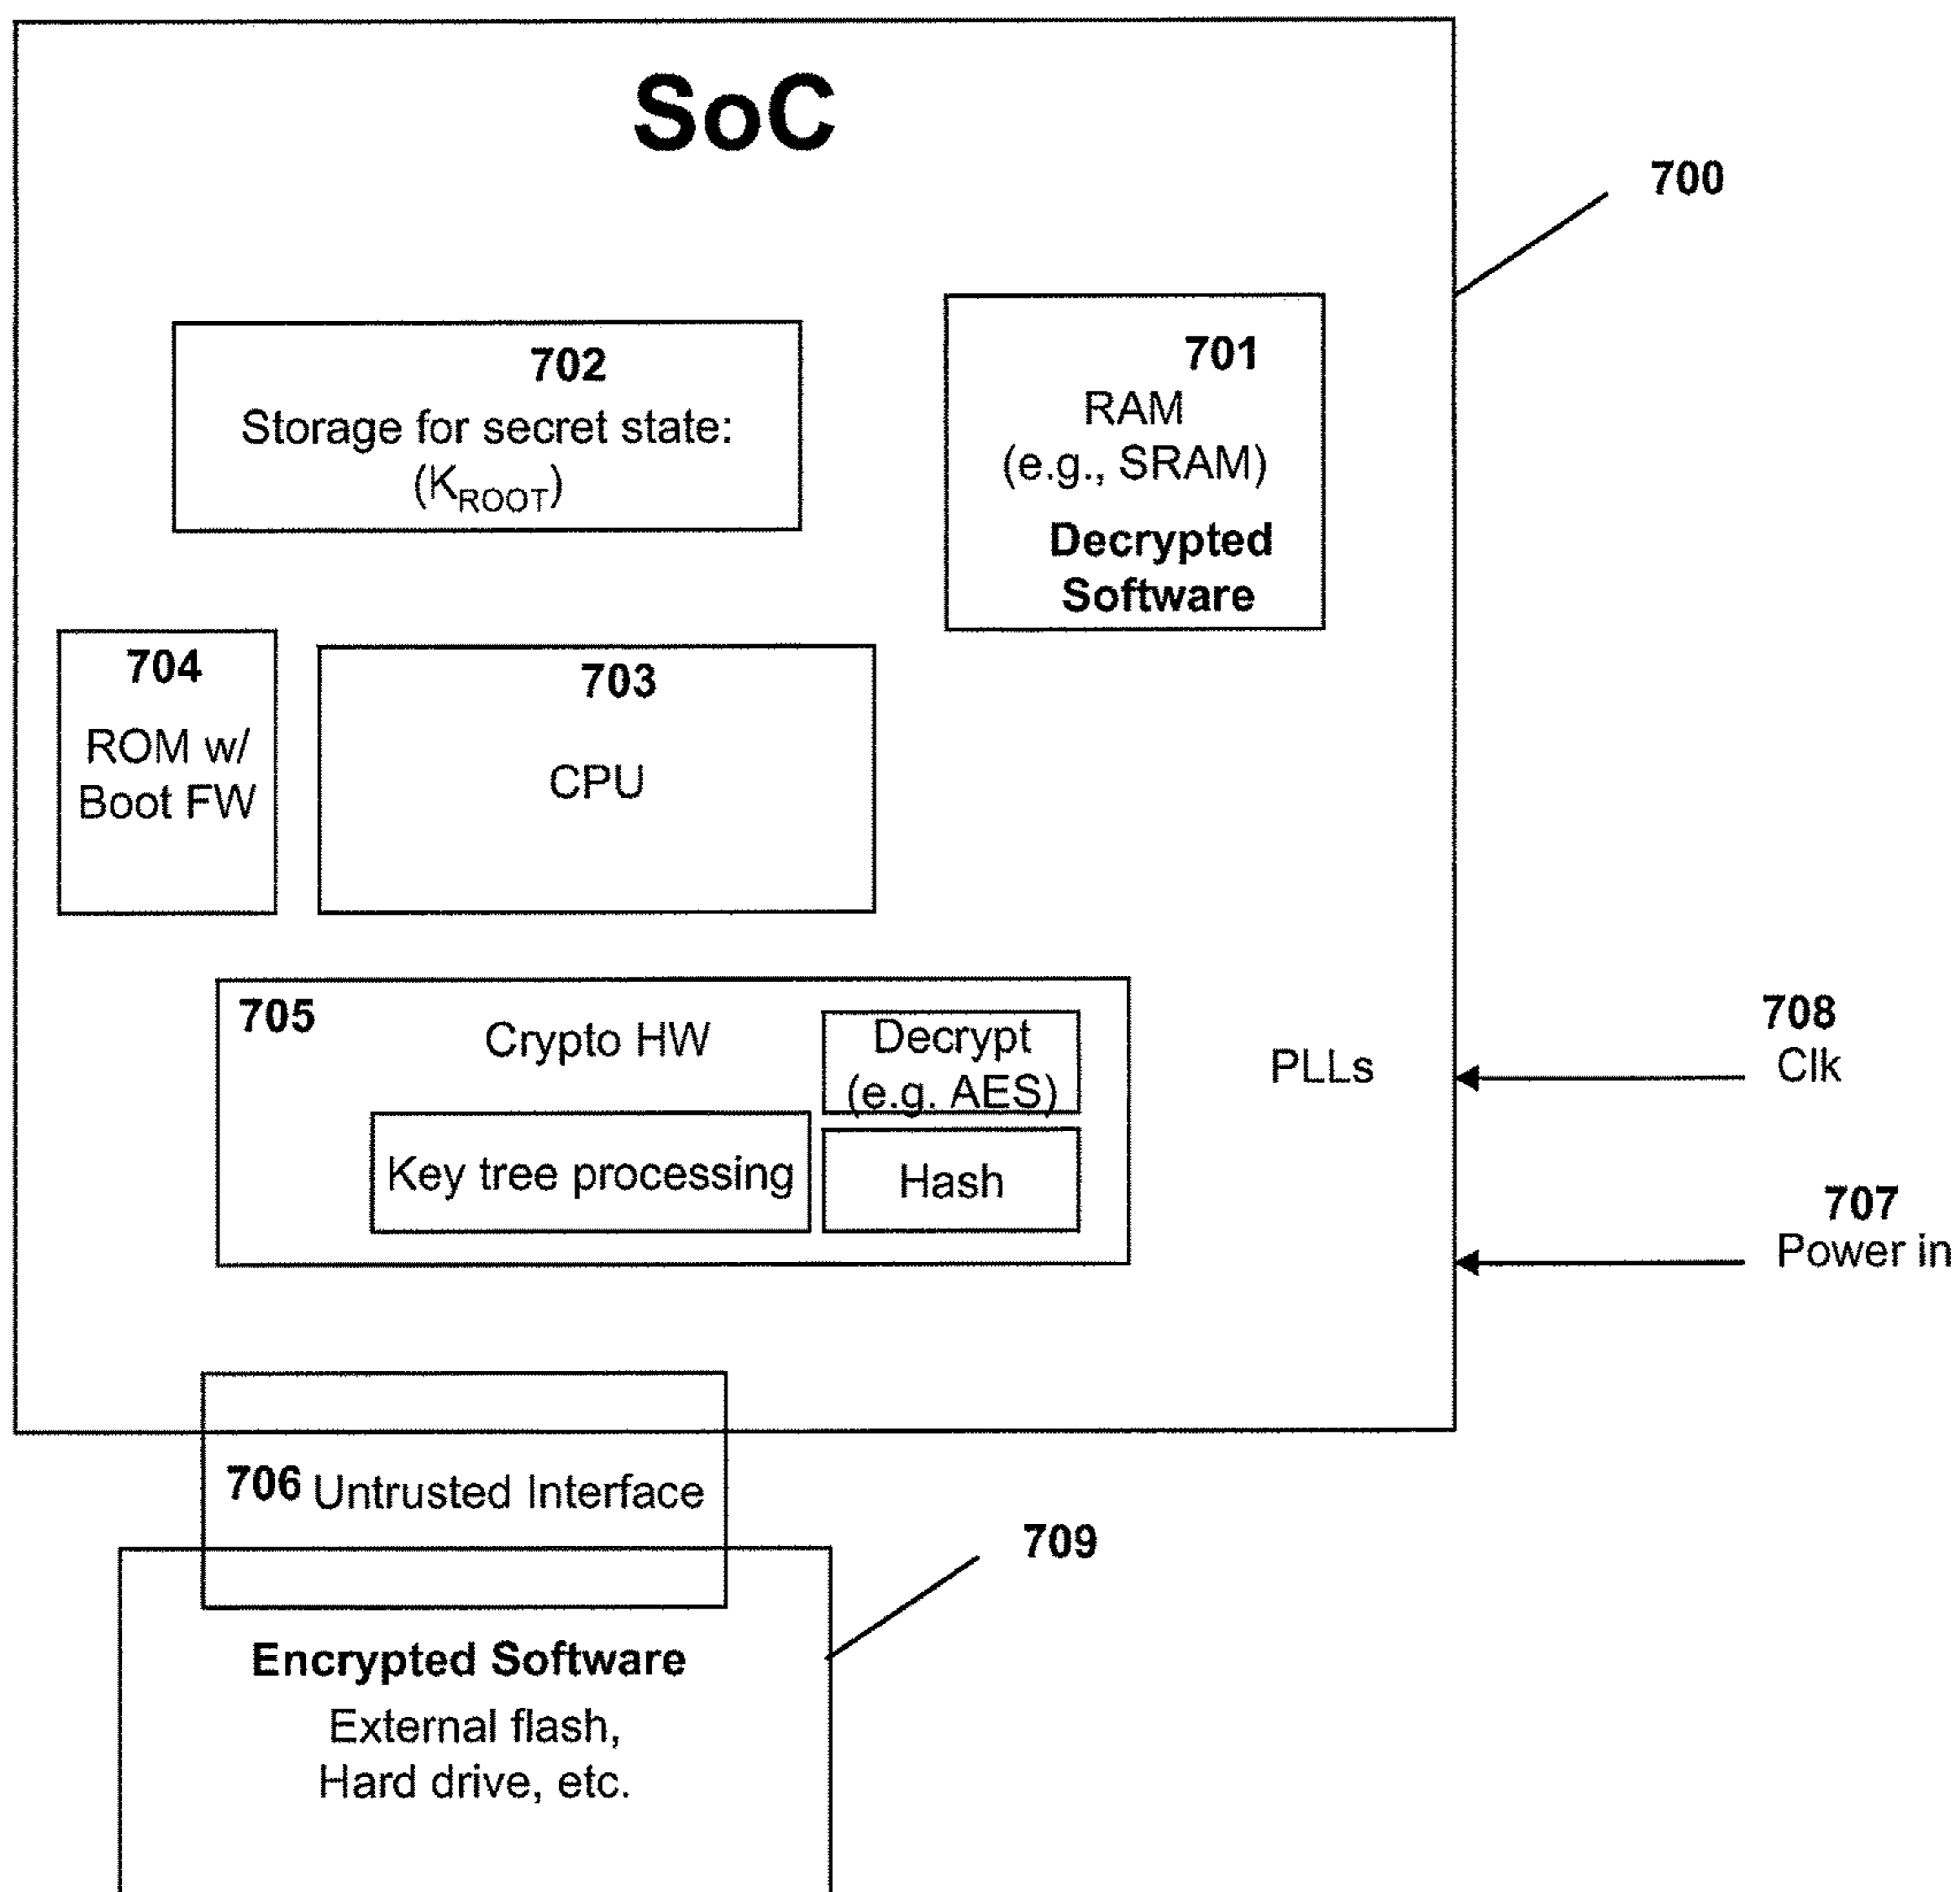 SoC
700
702
Storage for secret state:
(K_ROOT)
701
RAM
(e.g., SRAM)
Decrypted
Software
704
ROM w/
Boot FW
703
CPU
705
Crypto HW
Decrypt
(e.g. AES)
Key tree processing
Hash
PLLs
708
Clk
707
Power in
706 Untrusted Interface
709
Encrypted Software
External flash,
Hard drive, etc.